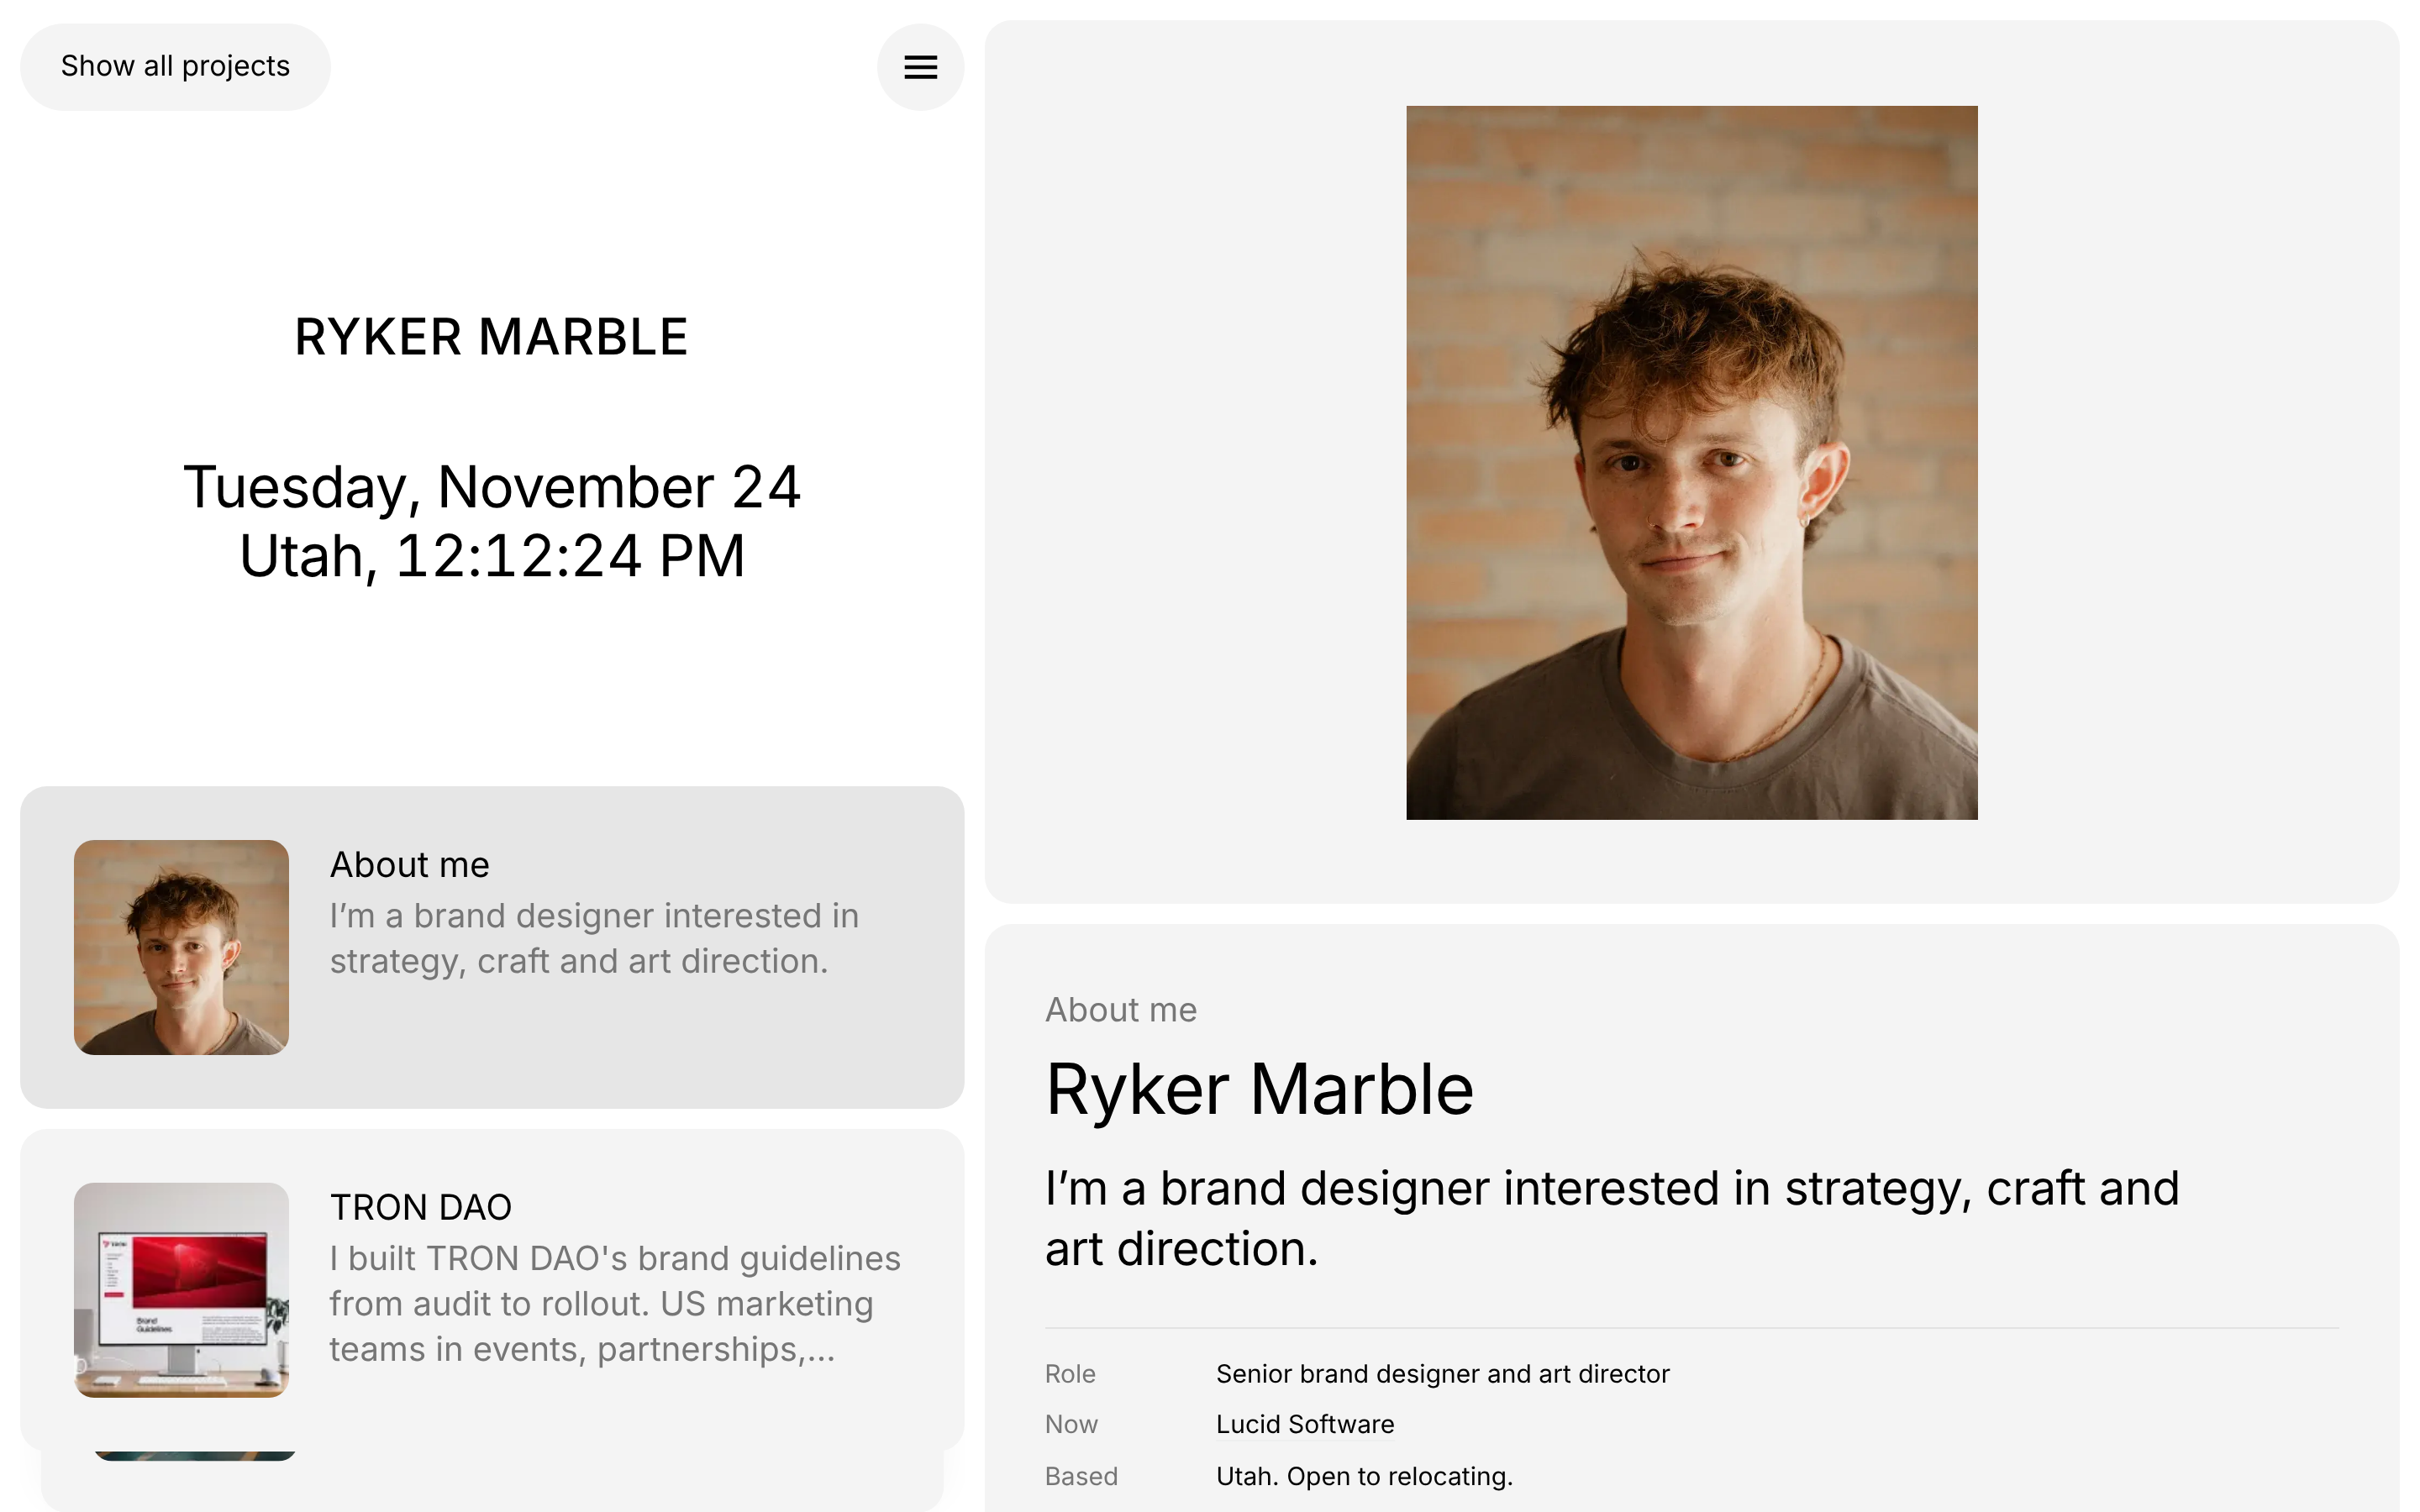 Show all projects
RYKER MARBLE
Tuesday, November 24
Utah, 12:12:24 PM
About me
I’m a brand designer interested in
strategy, craft and art direction.
TRON DAO
I built TRON DAO's brand guidelines
from audit to rollout. US marketing
teams in events, partnerships,...
Brand
Guidelines
About me
Ryker Marble
I’m a brand designer interested in strategy, craft and
art direction.
Role Senior brand designer and art director
Now Lucid Software
Based Utah. Open to relocating.